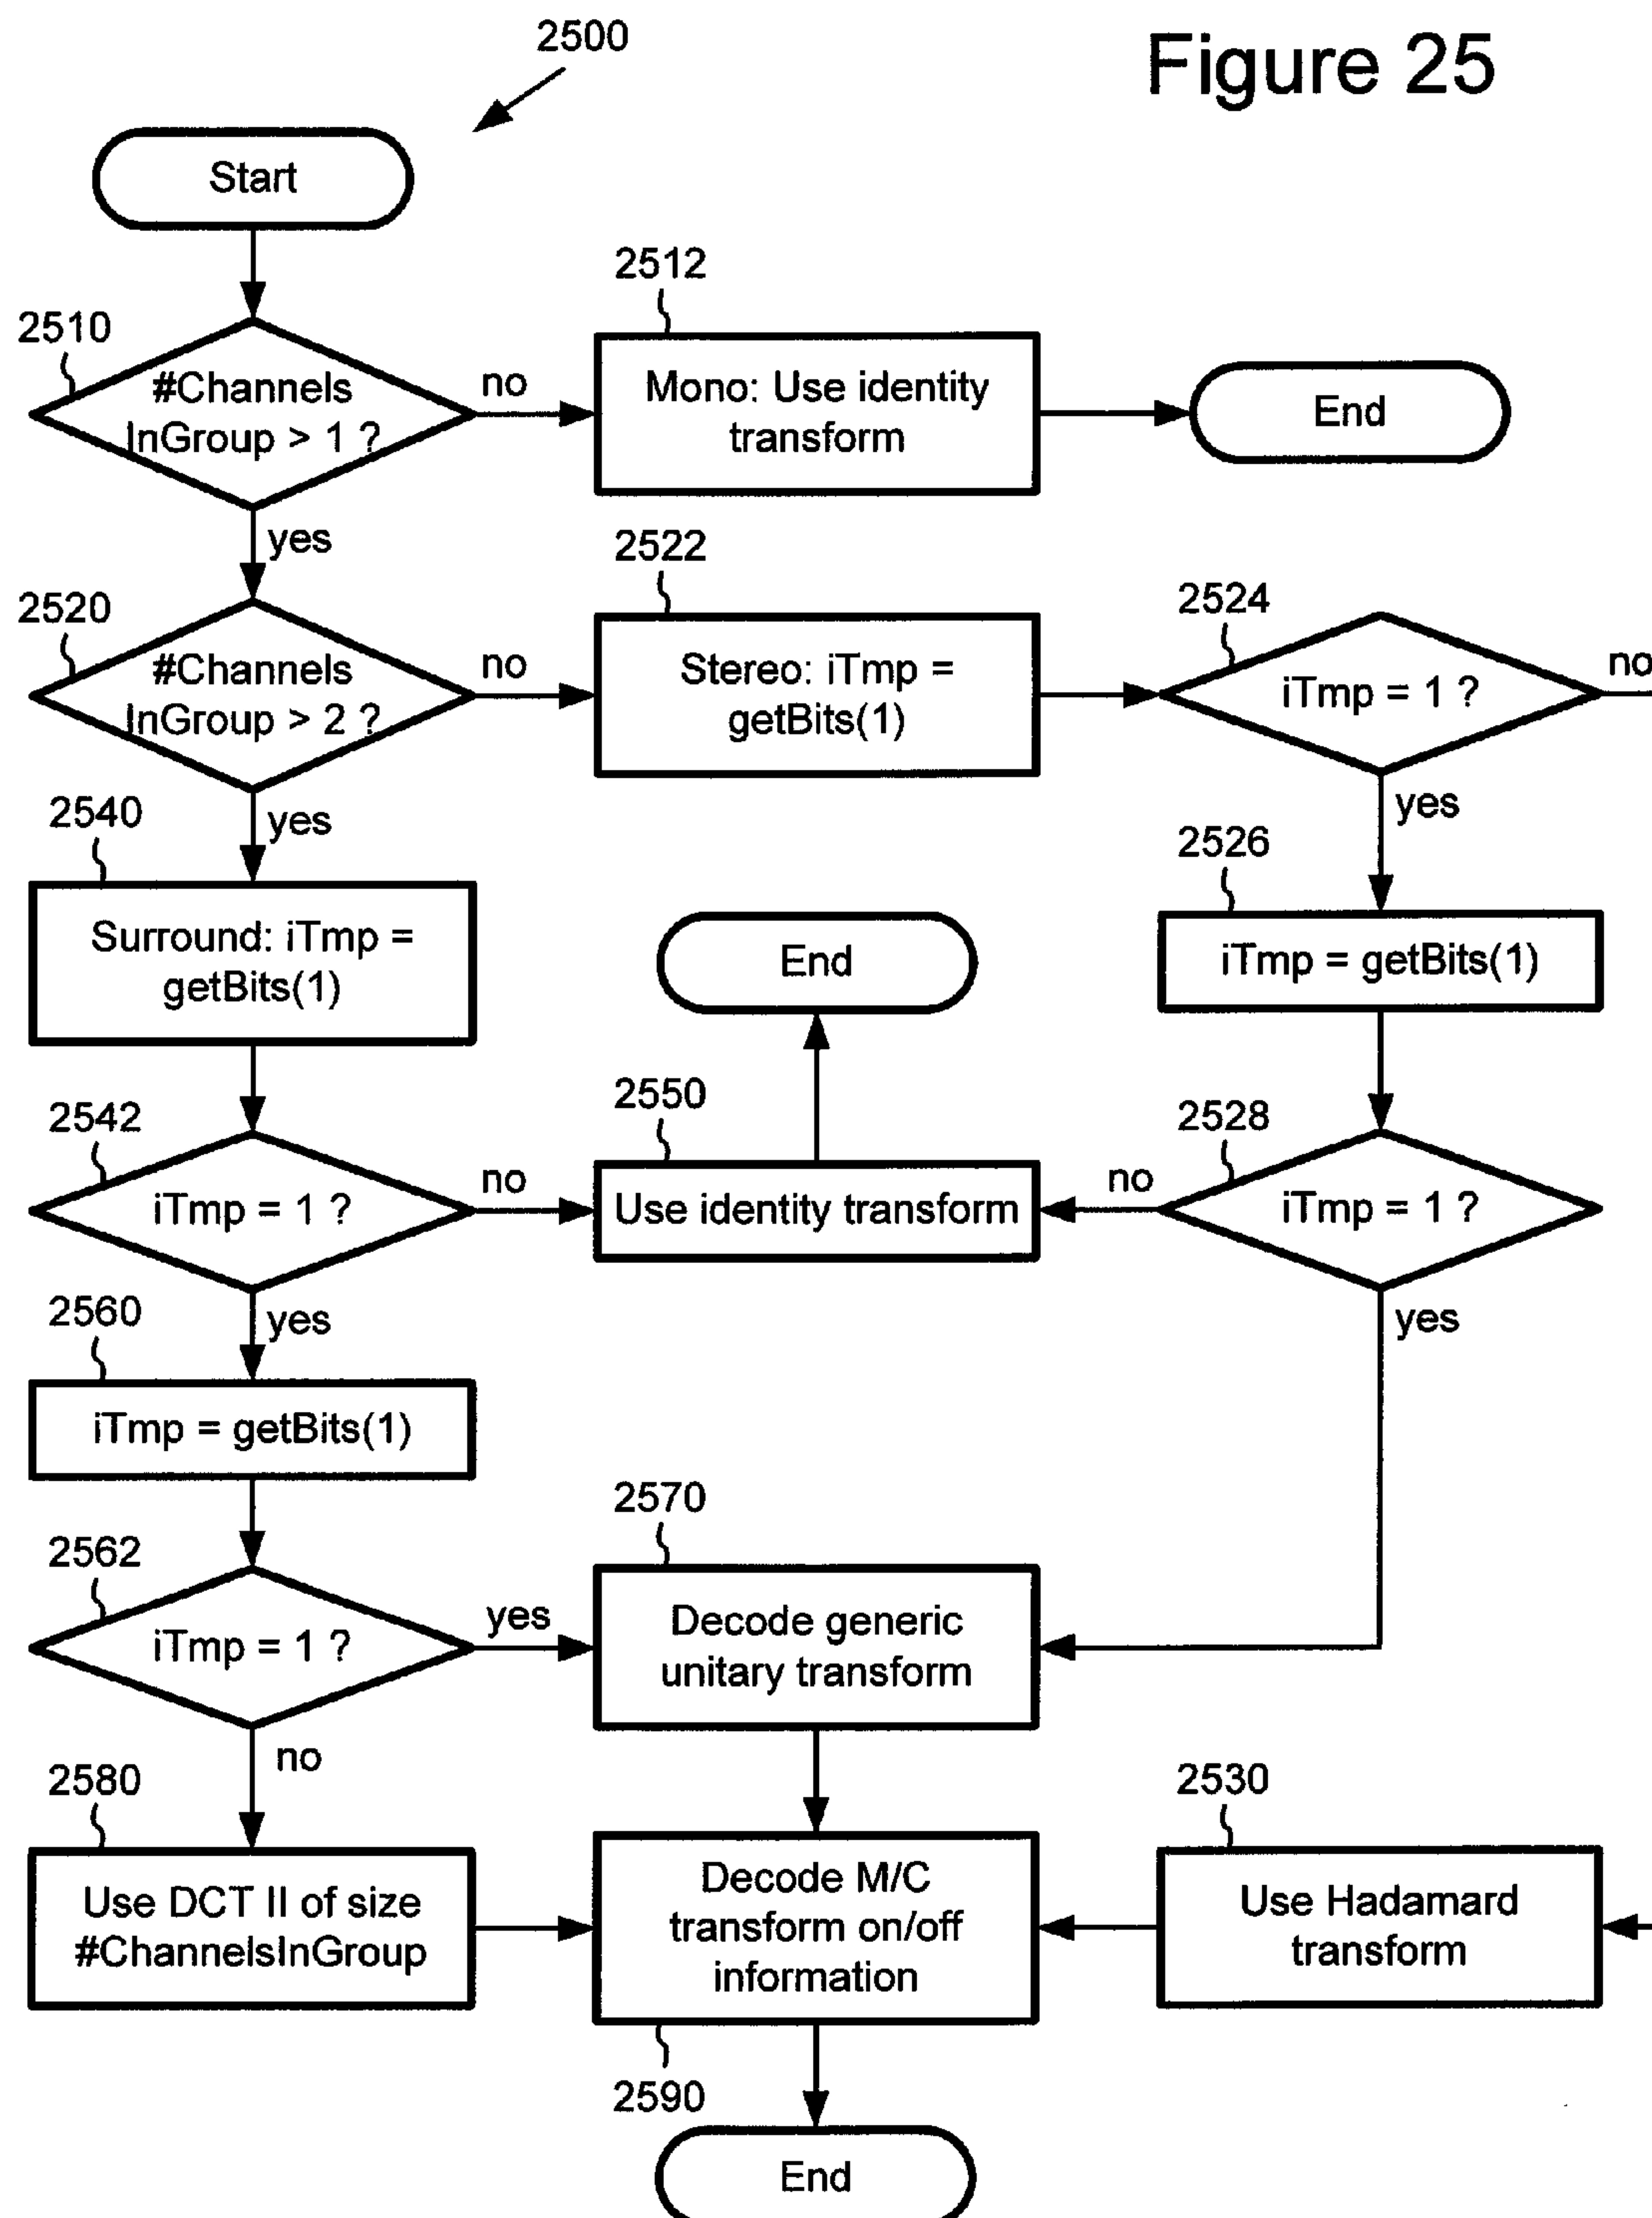 2500
Figure 25
Start
2510
#Channels
InGroup > 1 ?
no
yes
2512
Mono: Use identity
transform
End
2520
#Channels
InGroup > 2 ?
no
yes
2522
Stereo: iTmp =
getBits(1)
2524
iTmp = 1 ?
no
yes
2540
Surround: iTmp =
getBits(1)
End
2526
iTmp = getBits(1)
2542
iTmp = 1 ?
no
yes
2550
Use identity transform
2528
iTmp = 1 ?
no
yes
2560
iTmp = getBits(1)
2562
iTmp = 1 ?
yes
no
2570
Decode generic
unitary transform
2580
Use DCT II of size
#ChannelsInGroup
Decode M/C
transform on/off
information
2590
2530
Use Hadamard
transform
End